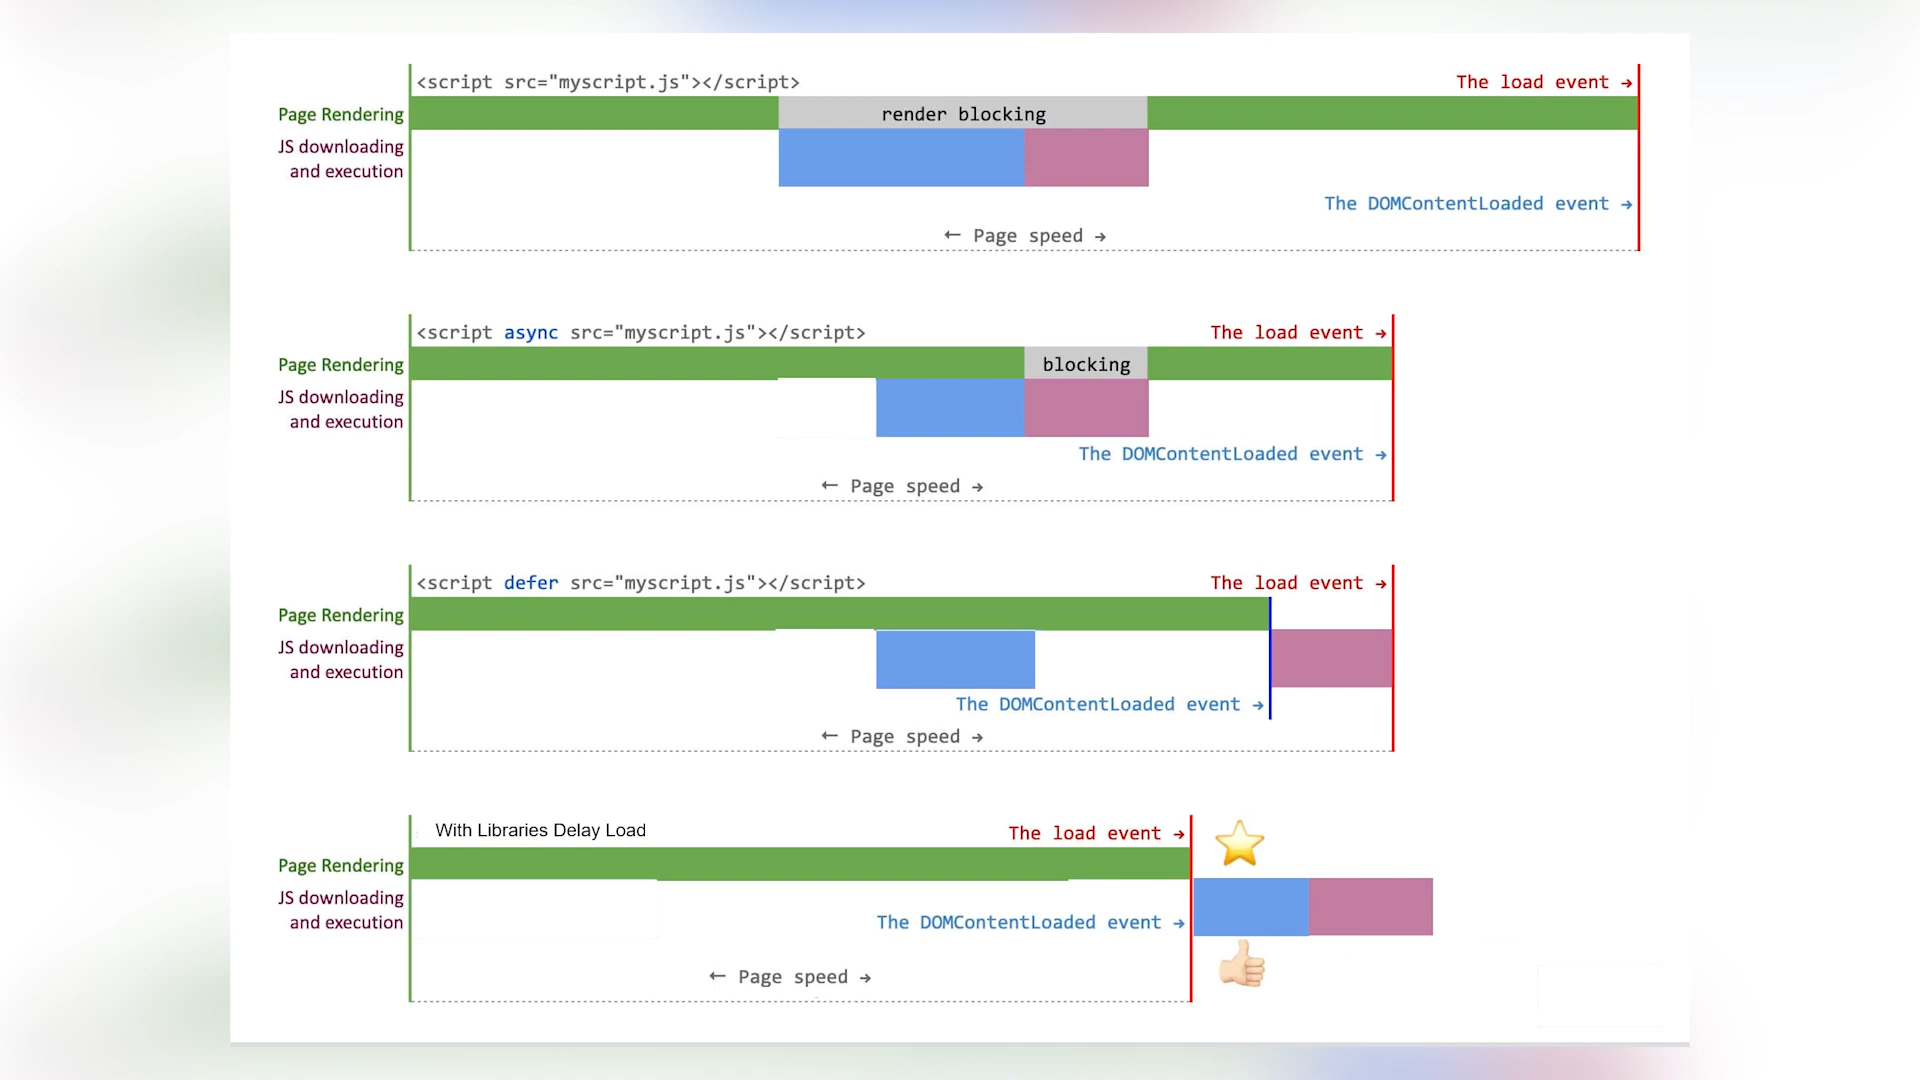 <script src="myscript.js"></script>
The load event →
Page Rendering
render blocking
JS downloading
and execution
The DOMContentLoaded event →
← Page speed →
<script async src="myscript.js"></script>
The load event →
Page Rendering
blocking
JS downloading
and execution
The DOMContentLoaded event →
← Page speed →
<script defer src="myscript.js"></script>
The load event →
Page Rendering
JS downloading
and execution
The DOMContentLoaded event →
← Page speed →
With Libraries Delay Load
The load event →
Page Rendering
JS downloading
and execution
The DOMContentLoaded event →
← Page speed →